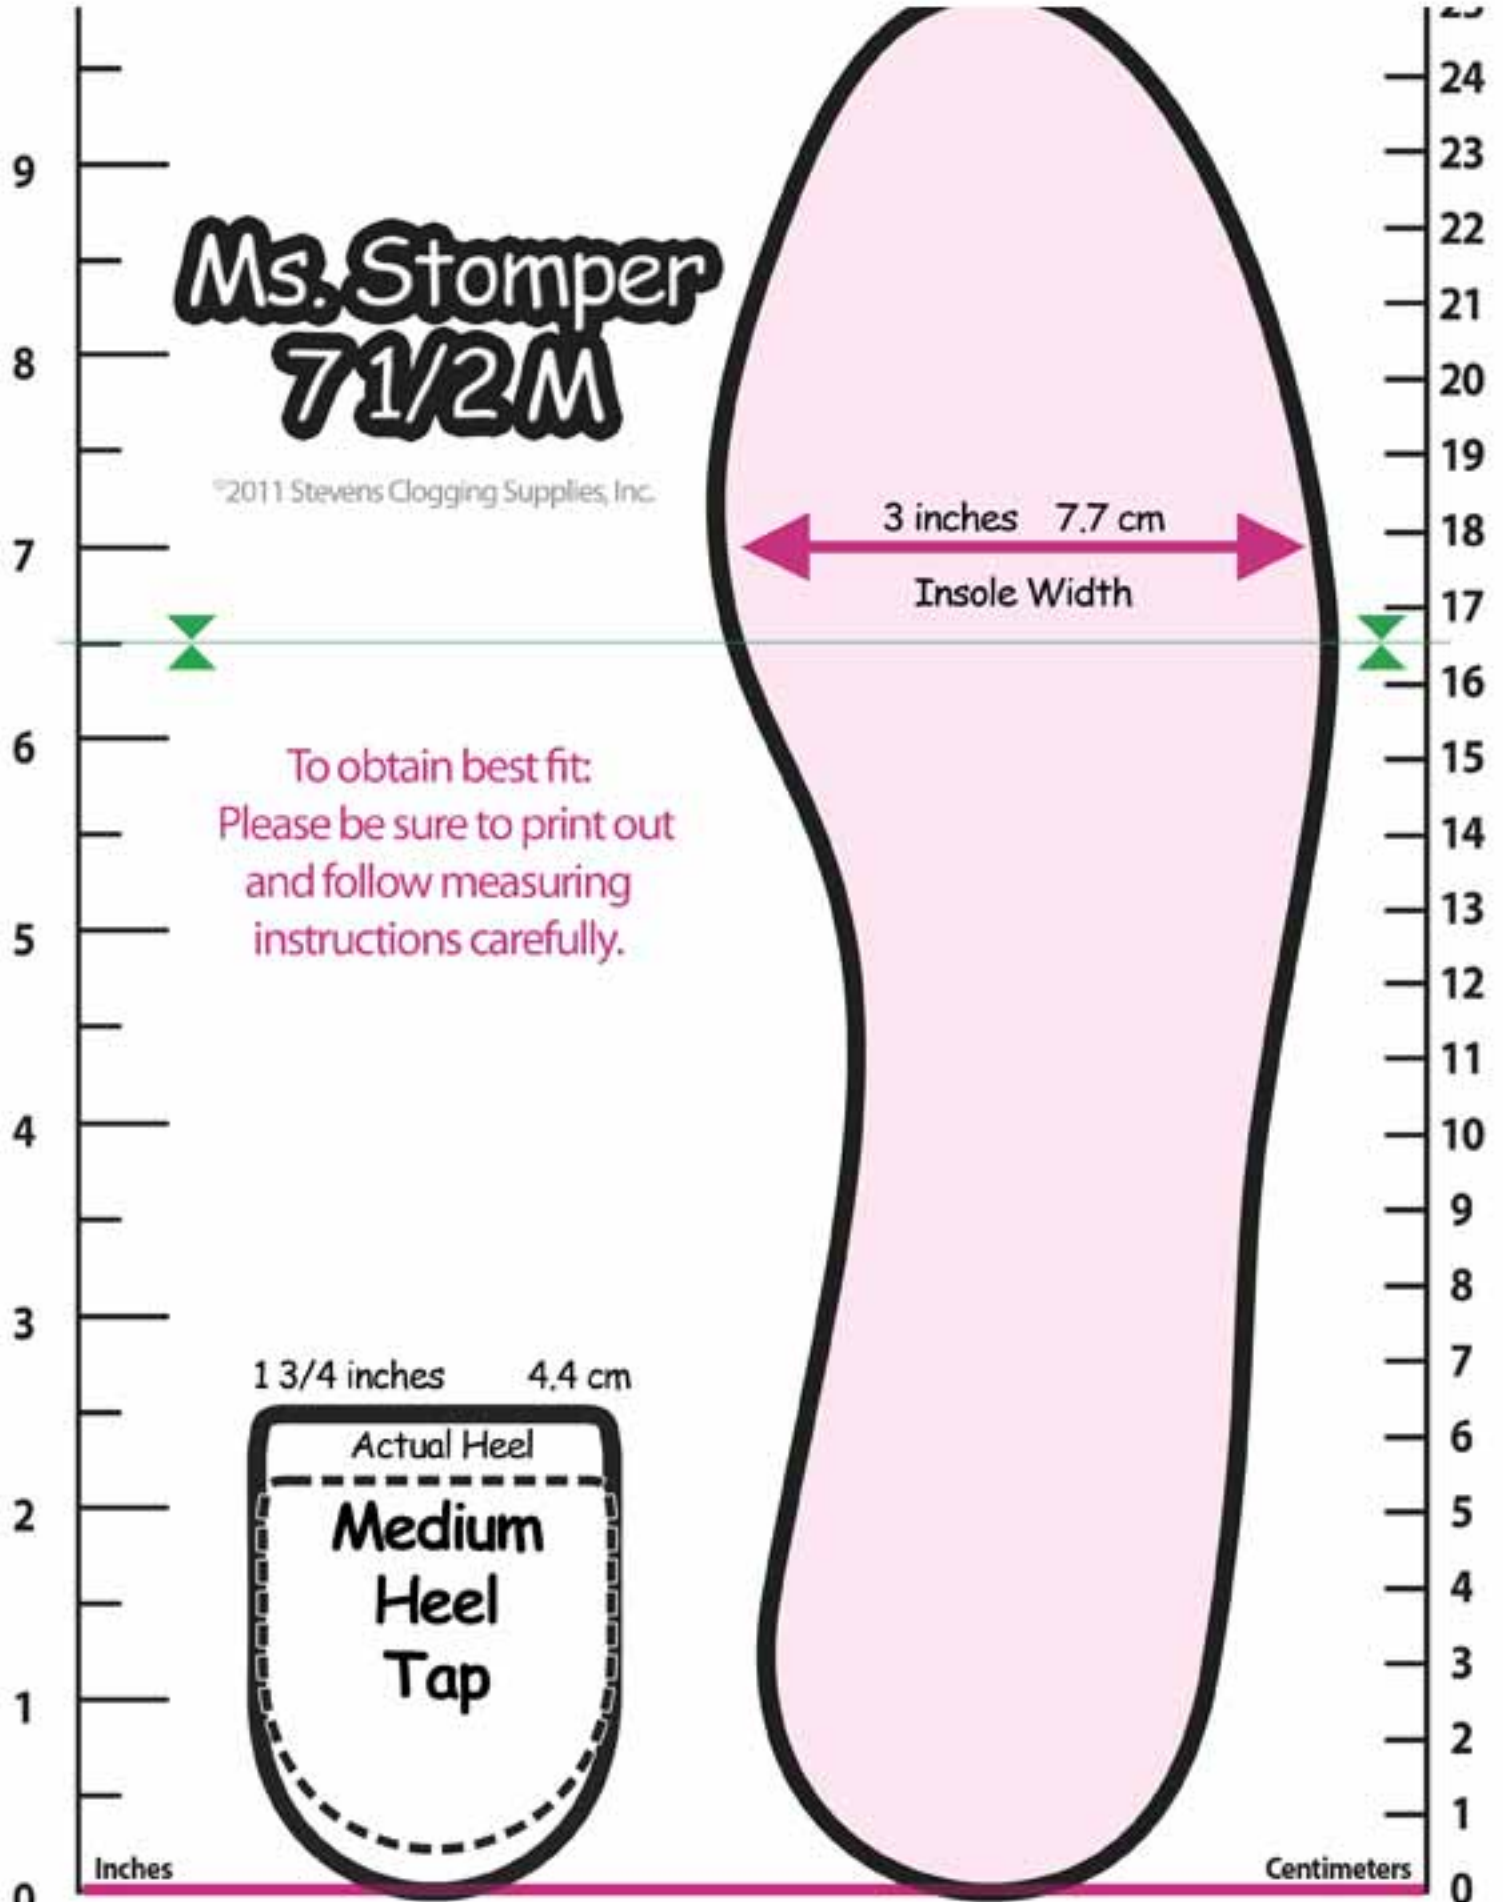 Ms. Stomper
7 1/2 M
©2011 Stevens Clogging Supplies, Inc.
3 inches 7.7 cm
Insole Width
To obtain best fit:
Please be sure to print out
and follow measuring
instructions carefully.
1 3/4 inches 4.4 cm
Actual Heel
Medium
Heel
Tap
Inches
Centimeters
9
8
7
6
5
4
3
2
1
0
25
24
23
22
21
20
19
18
17
16
15
14
13
12
11
10
9
8
7
6
5
4
3
2
1
0